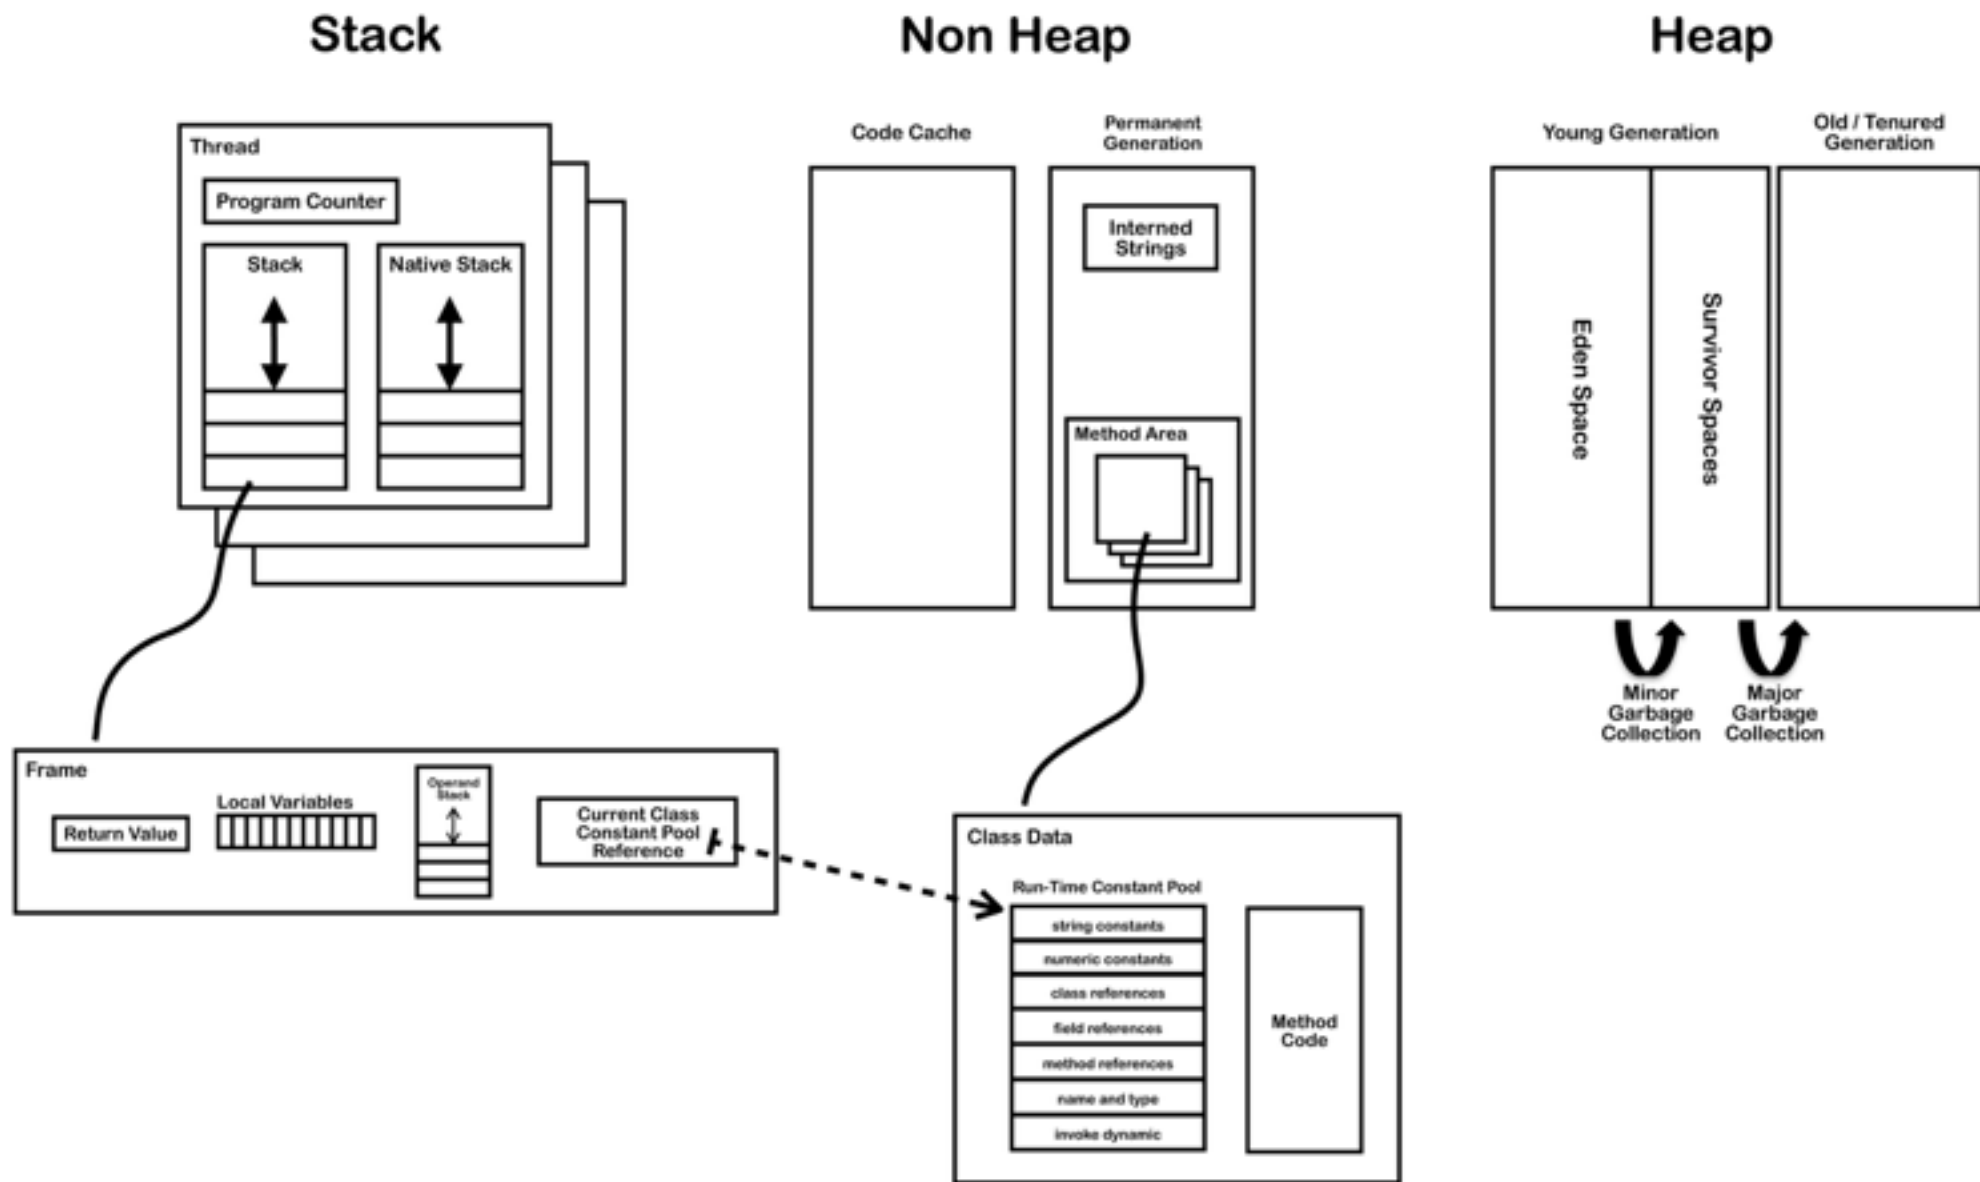 Stack
Non Heap
Heap
Thread
Program Counter
Stack
Native Stack
Code Cache
Permanent
Generation
Interned
Strings
Method Area
Young Generation
Old / Tenured
Generation
Eden Space
Survivor Spaces
Minor
Garbage
Collection
Major
Garbage
Collection
Frame
Return Value
Local Variables
Operand
Stack
Current Class
Constant Pool
Reference
Class Data
Run-Time Constant Pool
string constants
numeric constants
class references
field references
method references
name and type
invoke dynamic
Method
Code